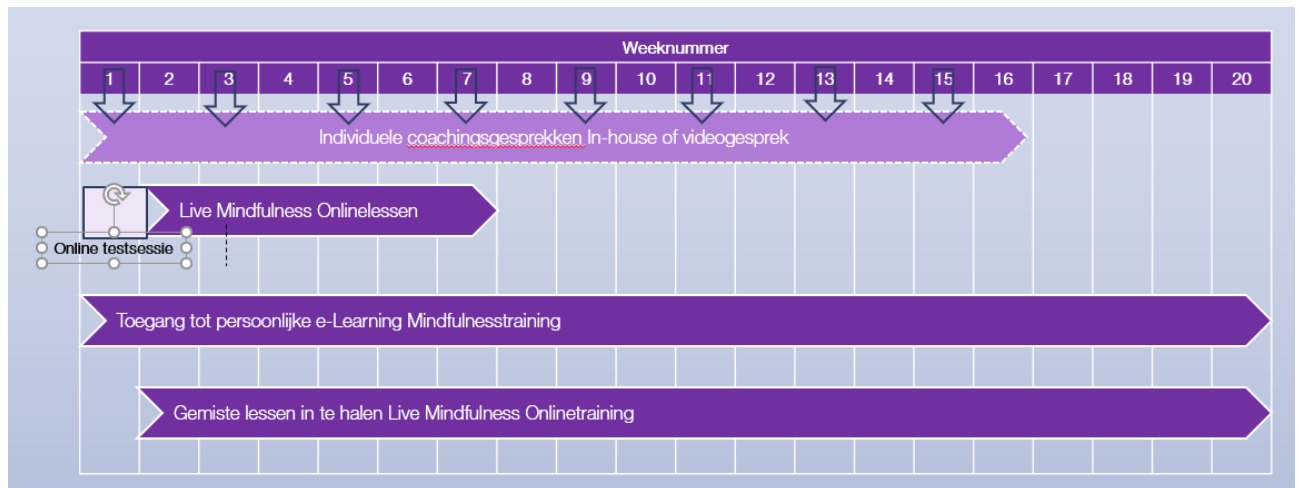 Weeknummer
1 2 3 4 5 6 7 8 9 10 11 12 13 14 15 16 17 18 19 20
Individuele coachingsgesprekken In-house of videogesprek
Live Mindfulness Onlinelessen
Online testsessie
Toegang tot persoonlijke e-Learning Mindfulnesstraining
Gemiste lessen in te halen Live Mindfulness Onlinetraining